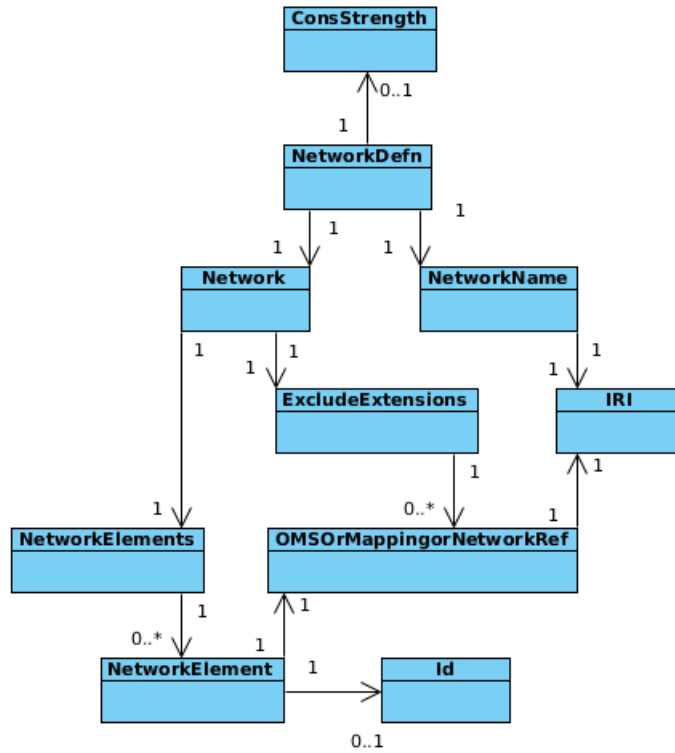 ConsStrength
0..1
1
NetworkDefn
1
1
1
1
Network
NetworkName
1
1
1
1
1
ExcludeExtensions
IRI
1
1
0..*
1
1
NetworkElements
OMSOrMappingorNetworkRef
1
1
0..*
1
NetworkElement
1
Id
0..1